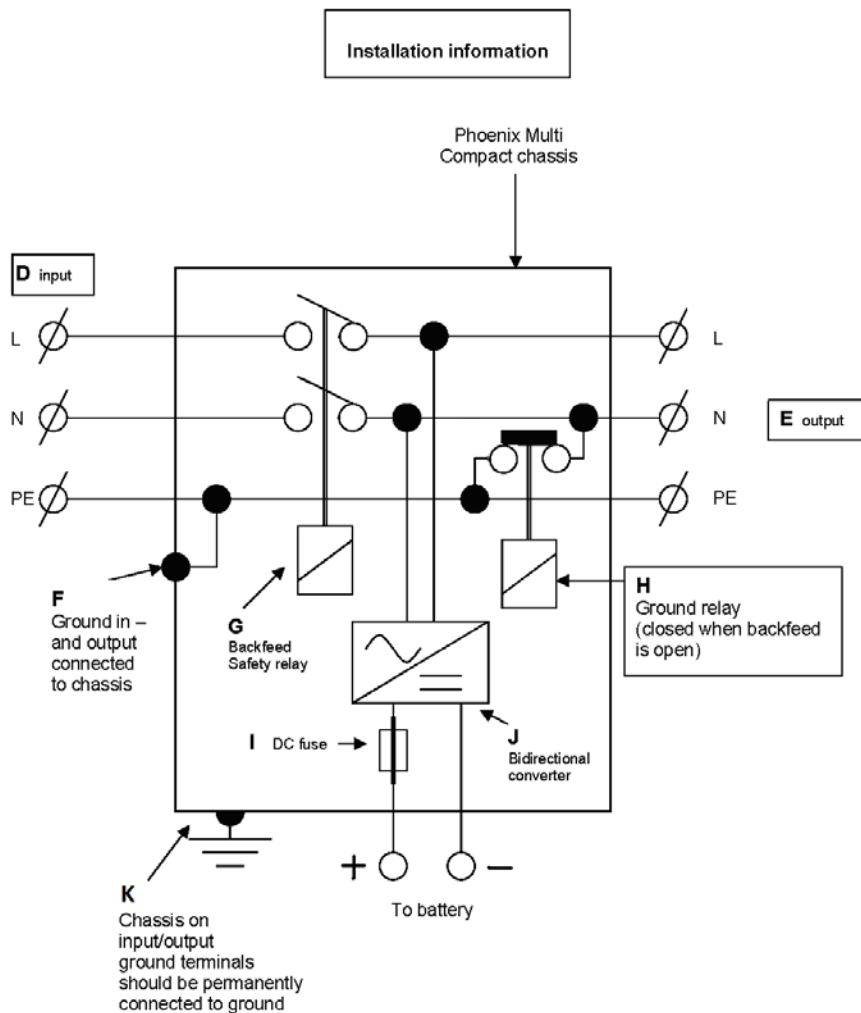 Installation information
Phoenix Multi
Compact chassis
D input
L
L
N
N
E output
PE
PE
F
Ground in –
and output
connected
to chassis
G
Backfeed
Safety relay
H
Ground relay
(closed when backfeed
is open)
I DC fuse
J
Bidirectional
converter
+
–
To battery
K
Chassis on
input/output
ground terminals
should be permanently
connected to ground